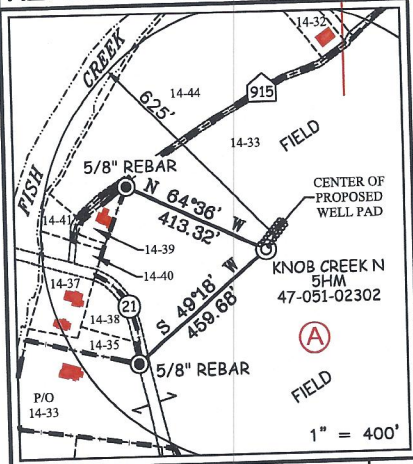 14-32
CREEK
14-44
625'
915
14-33
FIELD
5/8" REBAR
FISH
N 64°36' W
413.32'
CENTER OF
PROPOSED
WELL PAD
14-41
14-39
14-40
KNOB CREEK N
5HM
47-051-02302
14-37
21
S 49°18' W
459.68'
14-38
14-35
A
5/8" REBAR
P/O
14-33
FIELD
1" = 400'